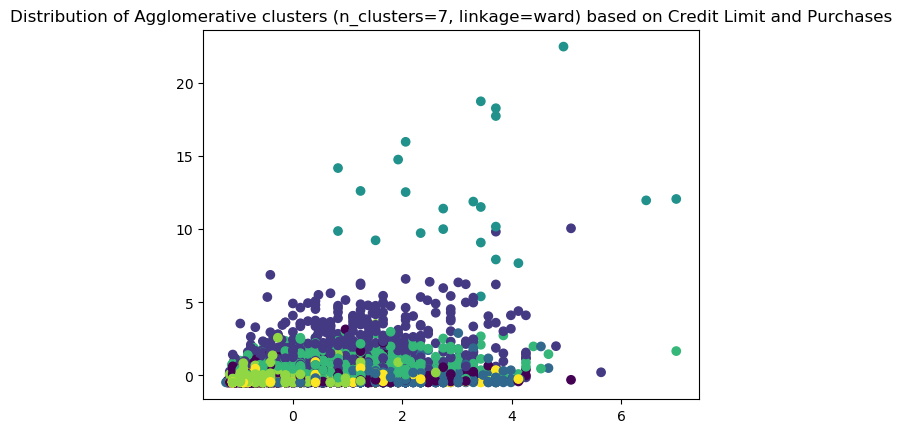 Distribution of Agglomerative clusters (n_clusters=7, linkage=ward) based on Credit Limit and Purchases
20
15
10
5
0
0 2 4 6